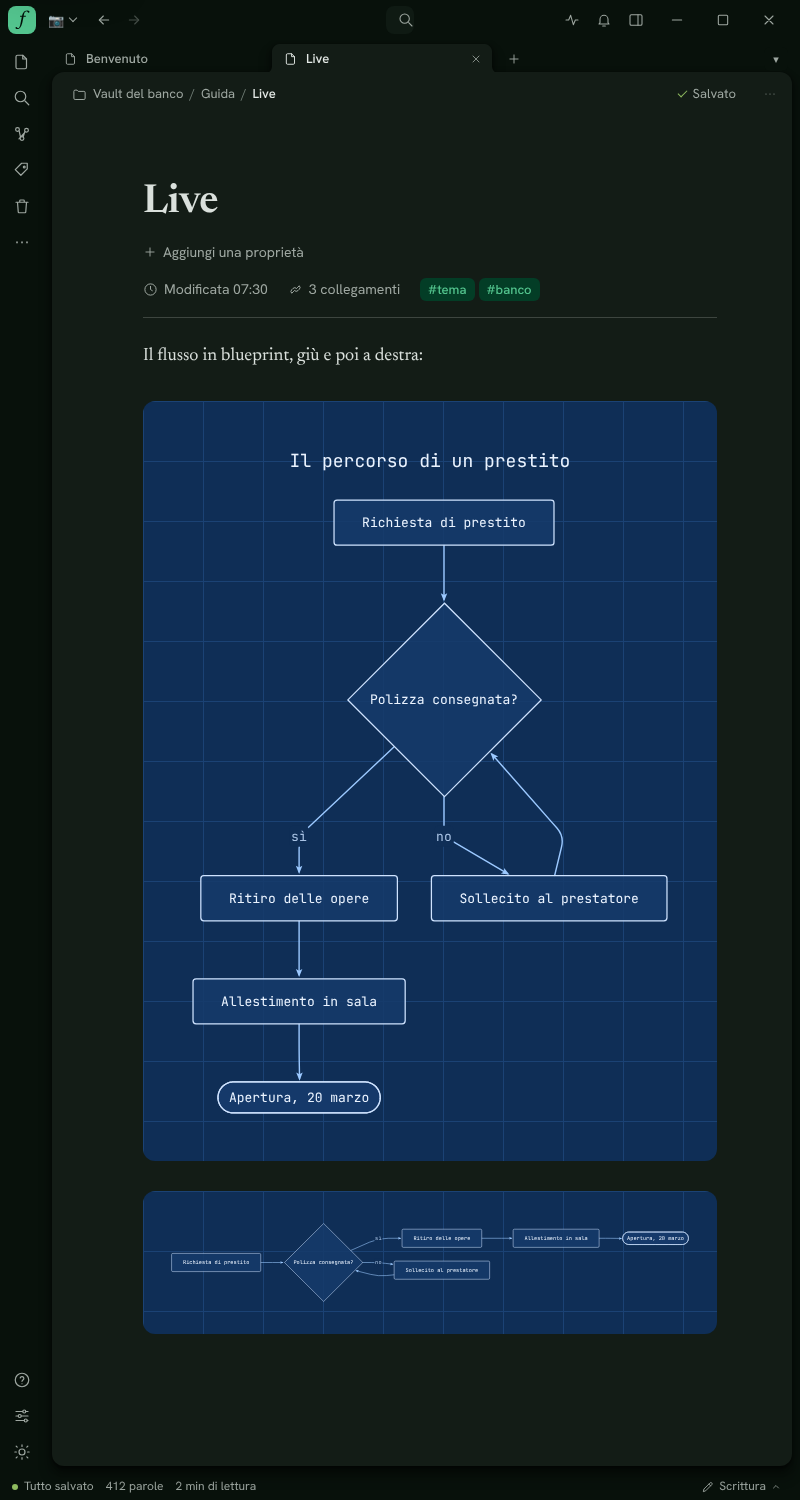 f
Benvenuto
Live
Vault del banco / Guida / Live
Salvato
Live
Aggiungi una proprietà
Modificata 07:30
3 collegamenti
#tema
#banco
Il flusso in blueprint, giù e poi a destra:
Il percorso di un prestito
Richiesta di prestito
Polizza consegnata?
sì
no
Ritiro delle opere
Sollecito al prestatore
Allestimento in sala
Apertura, 20 marzo
Richiesta di prestito
Polizza consegnata?
sì
no
Ritiro delle opere
Allestimento in sala
Apertura, 20 marzo
Sollecito al prestatore
Tutto salvato
412 parole
2 min di lettura
Scrittura